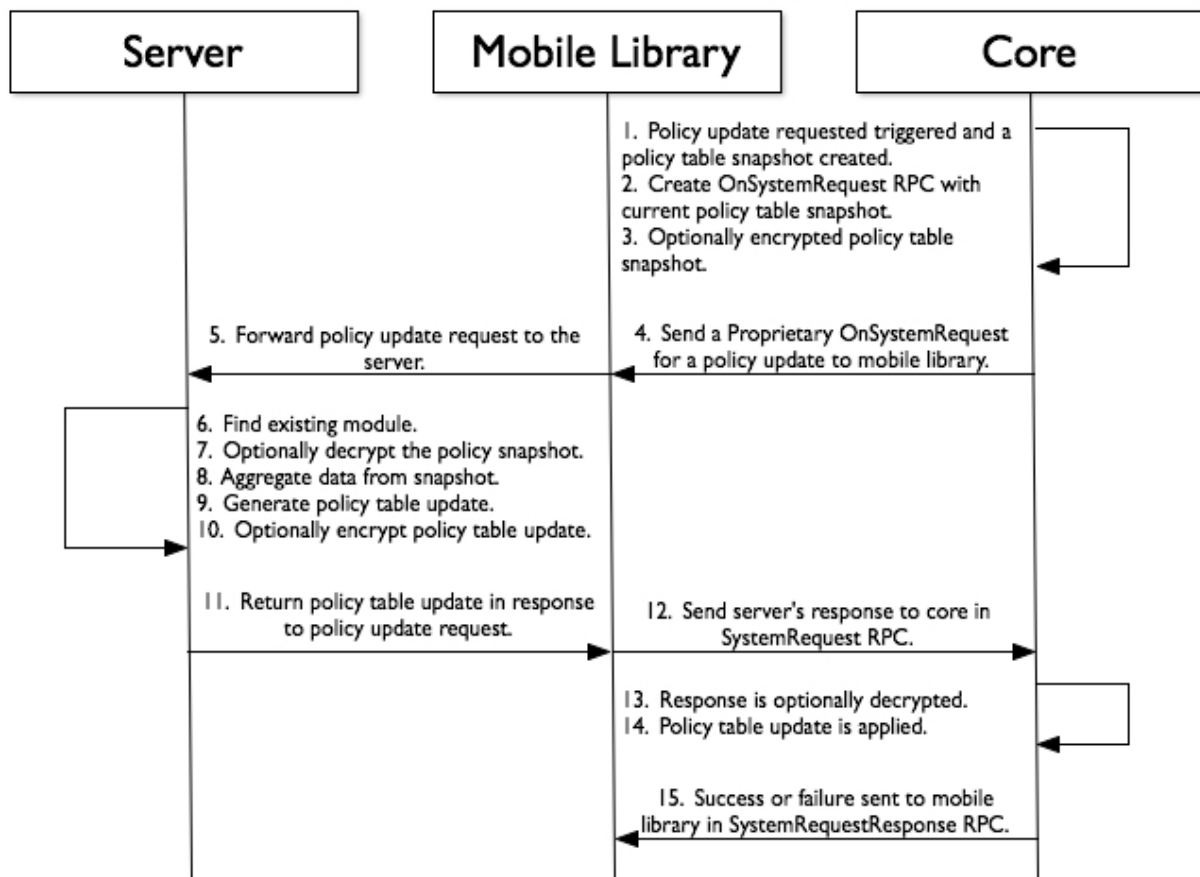 Server
Mobile Library
Core
1. Policy update requested triggered and a
policy table snapshot created.
2. Create OnSystemRequest RPC with
current policy table snapshot.
3. Optionally encrypted policy table
snapshot.
5. Forward policy update request to the
server.
4. Send a Proprietary OnSystemRequest
for a policy update to mobile library.
6. Find existing module.
7. Optionally decrypt the policy snapshot.
8. Aggregate data from snapshot.
9. Generate policy table update.
10. Optionally encrypt policy table update.
11. Return policy table update in response
to policy update request.
12. Send server's response to core in
SystemRequest RPC.
13. Response is optionally decrypted.
14. Policy table update is applied.
15. Success or failure sent to mobile
library in SystemRequestResponse RPC.